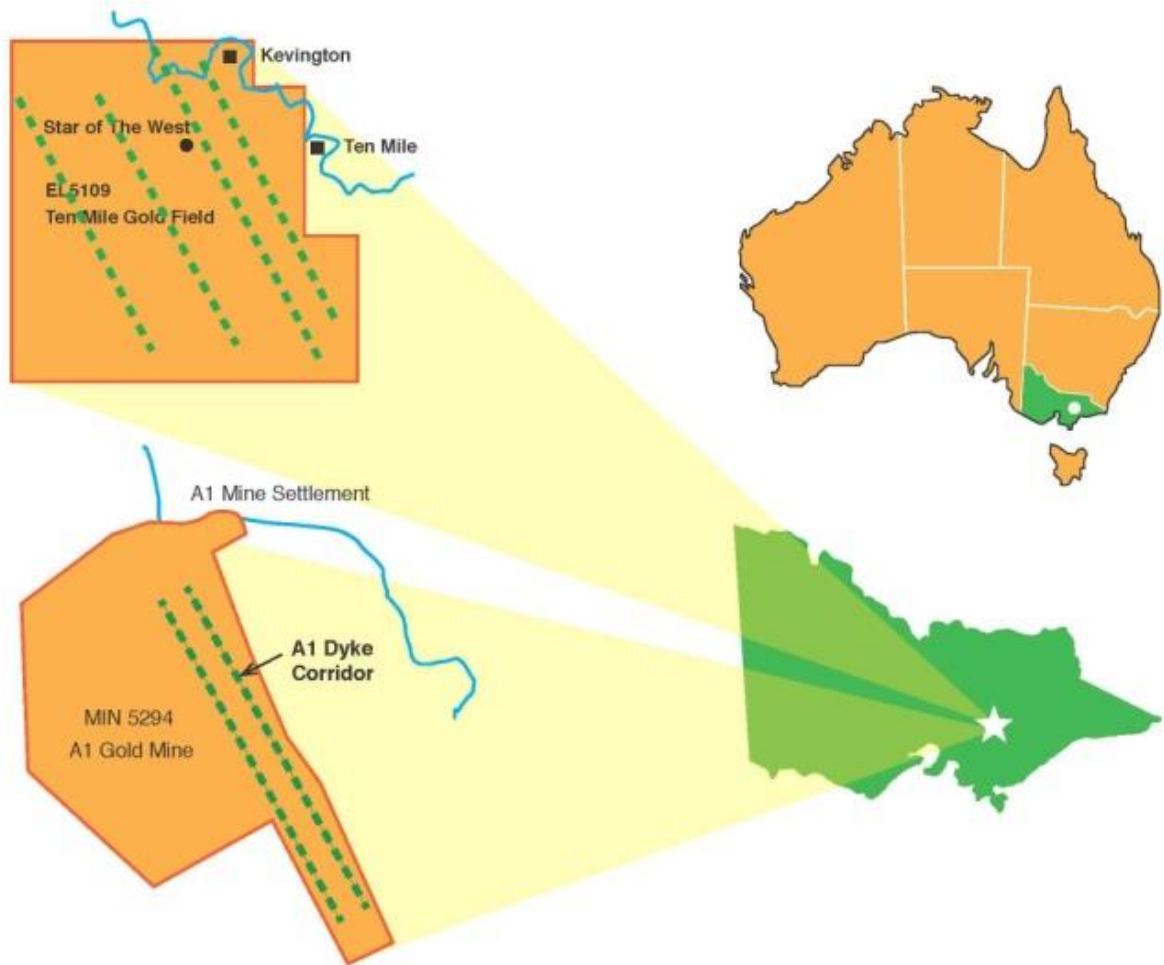 Kevington
Star of The West
Ten Mile
EL5109
Ten Mile Gold Field
A1 Mine Settlement
A1 Dyke
Corridor
MIN 5294
A1 Gold Mine